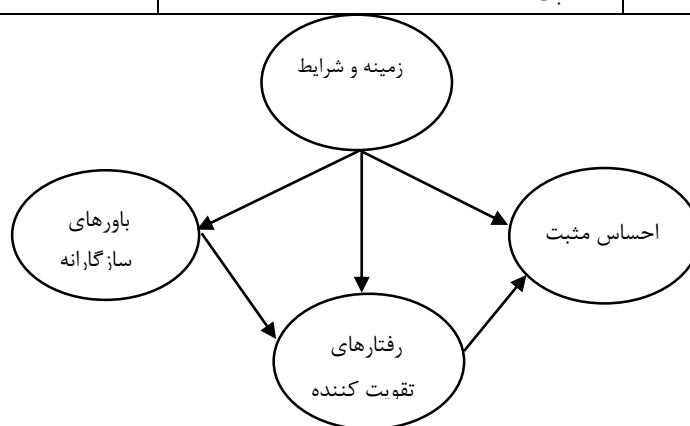 زمینه و شرایط
باورهای
سازگارانه
احساس مثبت
رفتارهای
تقویت کننده